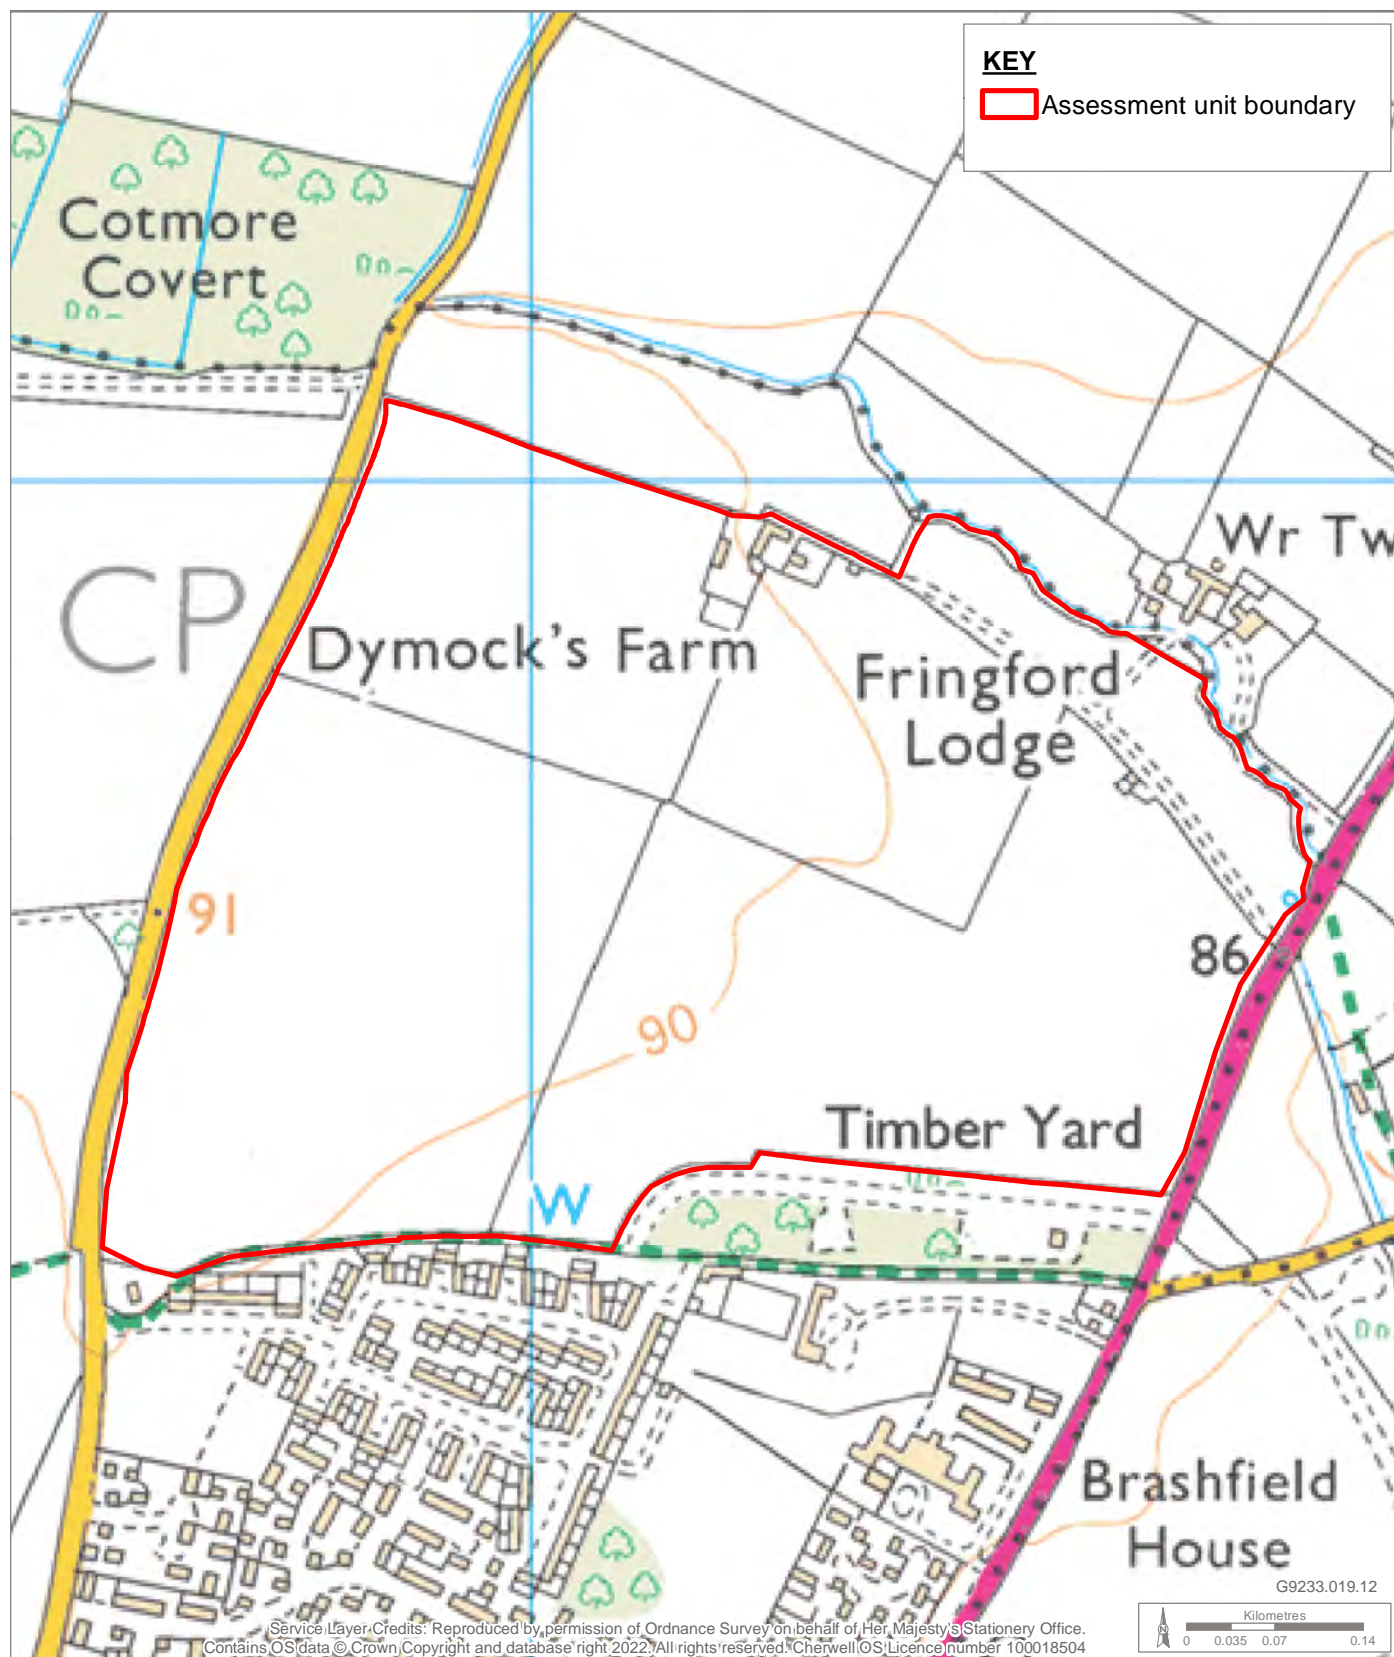 KEY
Assessment unit boundary
Cotmore
Covert
Wr Tw
CP
Dymock's Farm
Fringford
Lodge
91
86
90
Timber Yard
W
Brashfield
House
G9233.019.12
Kilometres
0 0.035 0.07 0.14
Service Layer Credits: Reproduced by permission of Ordnance Survey on behalf of Her Majesty's Stationery Office.
Contains OS data © Crown Copyright and database right 2022. All rights reserved. Cherwell OS Licence number 100018504